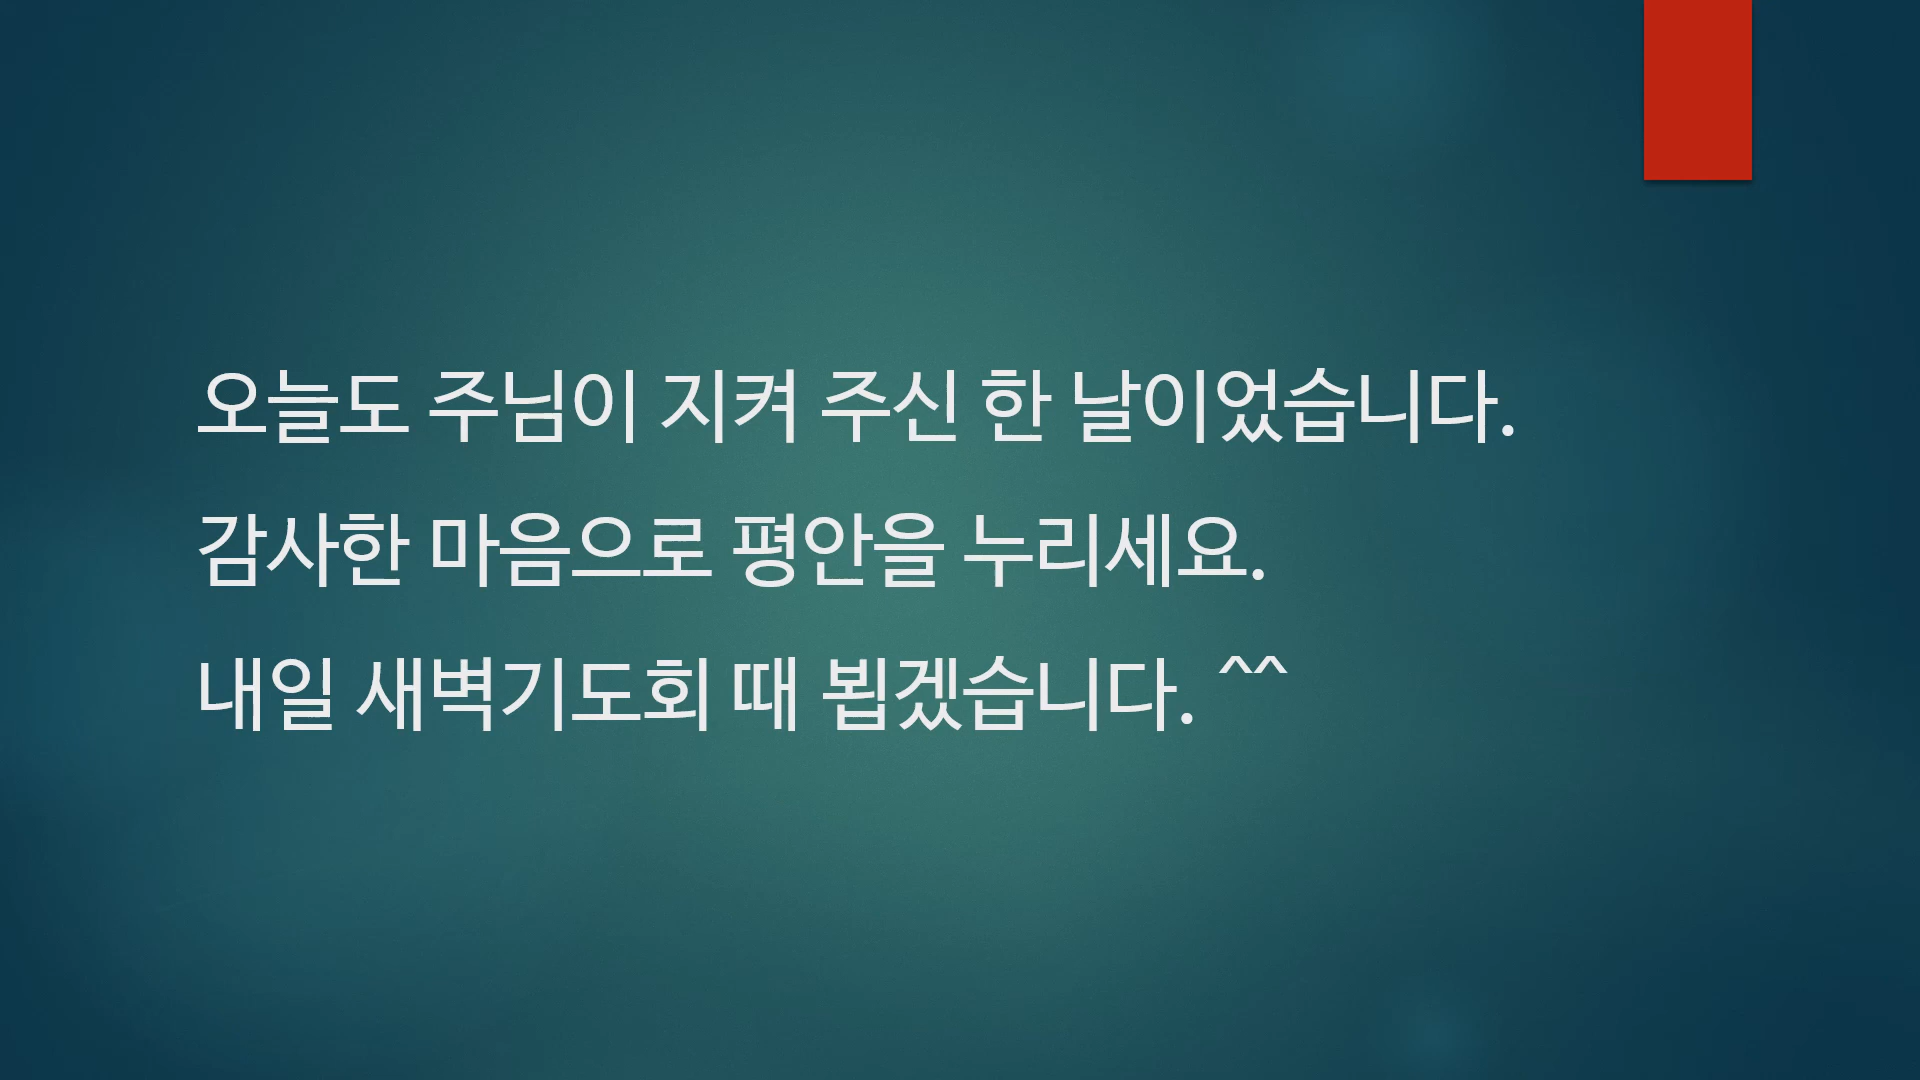 오늘도 주님이 지켜 주신 한 날이었습니다.
감사한 마음으로 평안을 누리세요.
내일 새벽기도회 때 뵙겠습니다. ^^